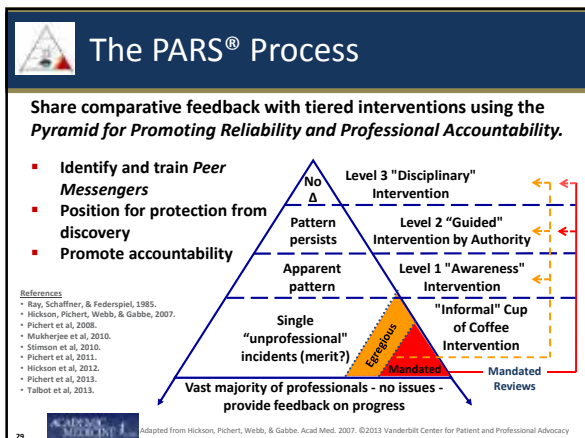 The PARS® Process
Share comparative feedback with tiered interventions using the
Pyramid for Promoting Reliability and Professional Accountability.
▪ Identify and train Peer
Messengers
▪ Position for protection from
discovery
▪ Promote accountability
No
Δ
Level 3 "Disciplinary"
Intervention
Pattern
persists
Level 2 “Guided”
Intervention by Authority
Apparent
pattern
Level 1 "Awareness"
Intervention
Single
“unprofessional”
incidents (merit?)
Egregious
Mandated
"Informal" Cup
of Coffee
Intervention
Mandated
Reviews
Vast majority of professionals - no issues -
provide feedback on progress
References
• Ray, Schaffner, & Federspiel, 1985.
• Hickson, Pichert, Webb, & Gabbe, 2007.
• Pichert et al, 2008.
• Mukherjee et al, 2010.
• Stimson et al, 2010.
• Pichert et al, 2011.
• Hickson et al, 2012.
• Pichert et al, 2013.
• Talbot et al, 2013.
29
ACADEMIC
MEDICINE
Adapted from Hickson, Pichert, Webb, & Gabbe. Acad Med. 2007. ©2013 Vanderbilt Center for Patient and Professional Advocacy